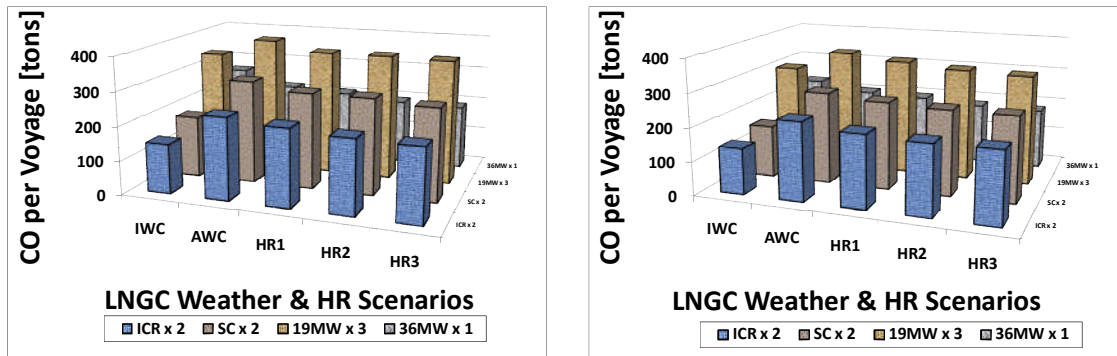 CO per Voyage [tons]
400
300
200
100
0
IWC
AWC
HR1
HR2
HR3
36MW x 1
19MW x 3
SC x 2
ICR x 2
LNGC Weather & HR Scenarios
ICR x 2 SC x 2 19MW x 3 36MW x 1
CO per Voyage [tons]
400
300
200
100
0
IWC
AWC
HR1
HR2
HR3
36MW x 1
19MW x 3
SC x 2
ICR x 2
LNGC Weather & HR Scenarios
ICR x 2 SC x 2 19MW x 3 36MW x 1